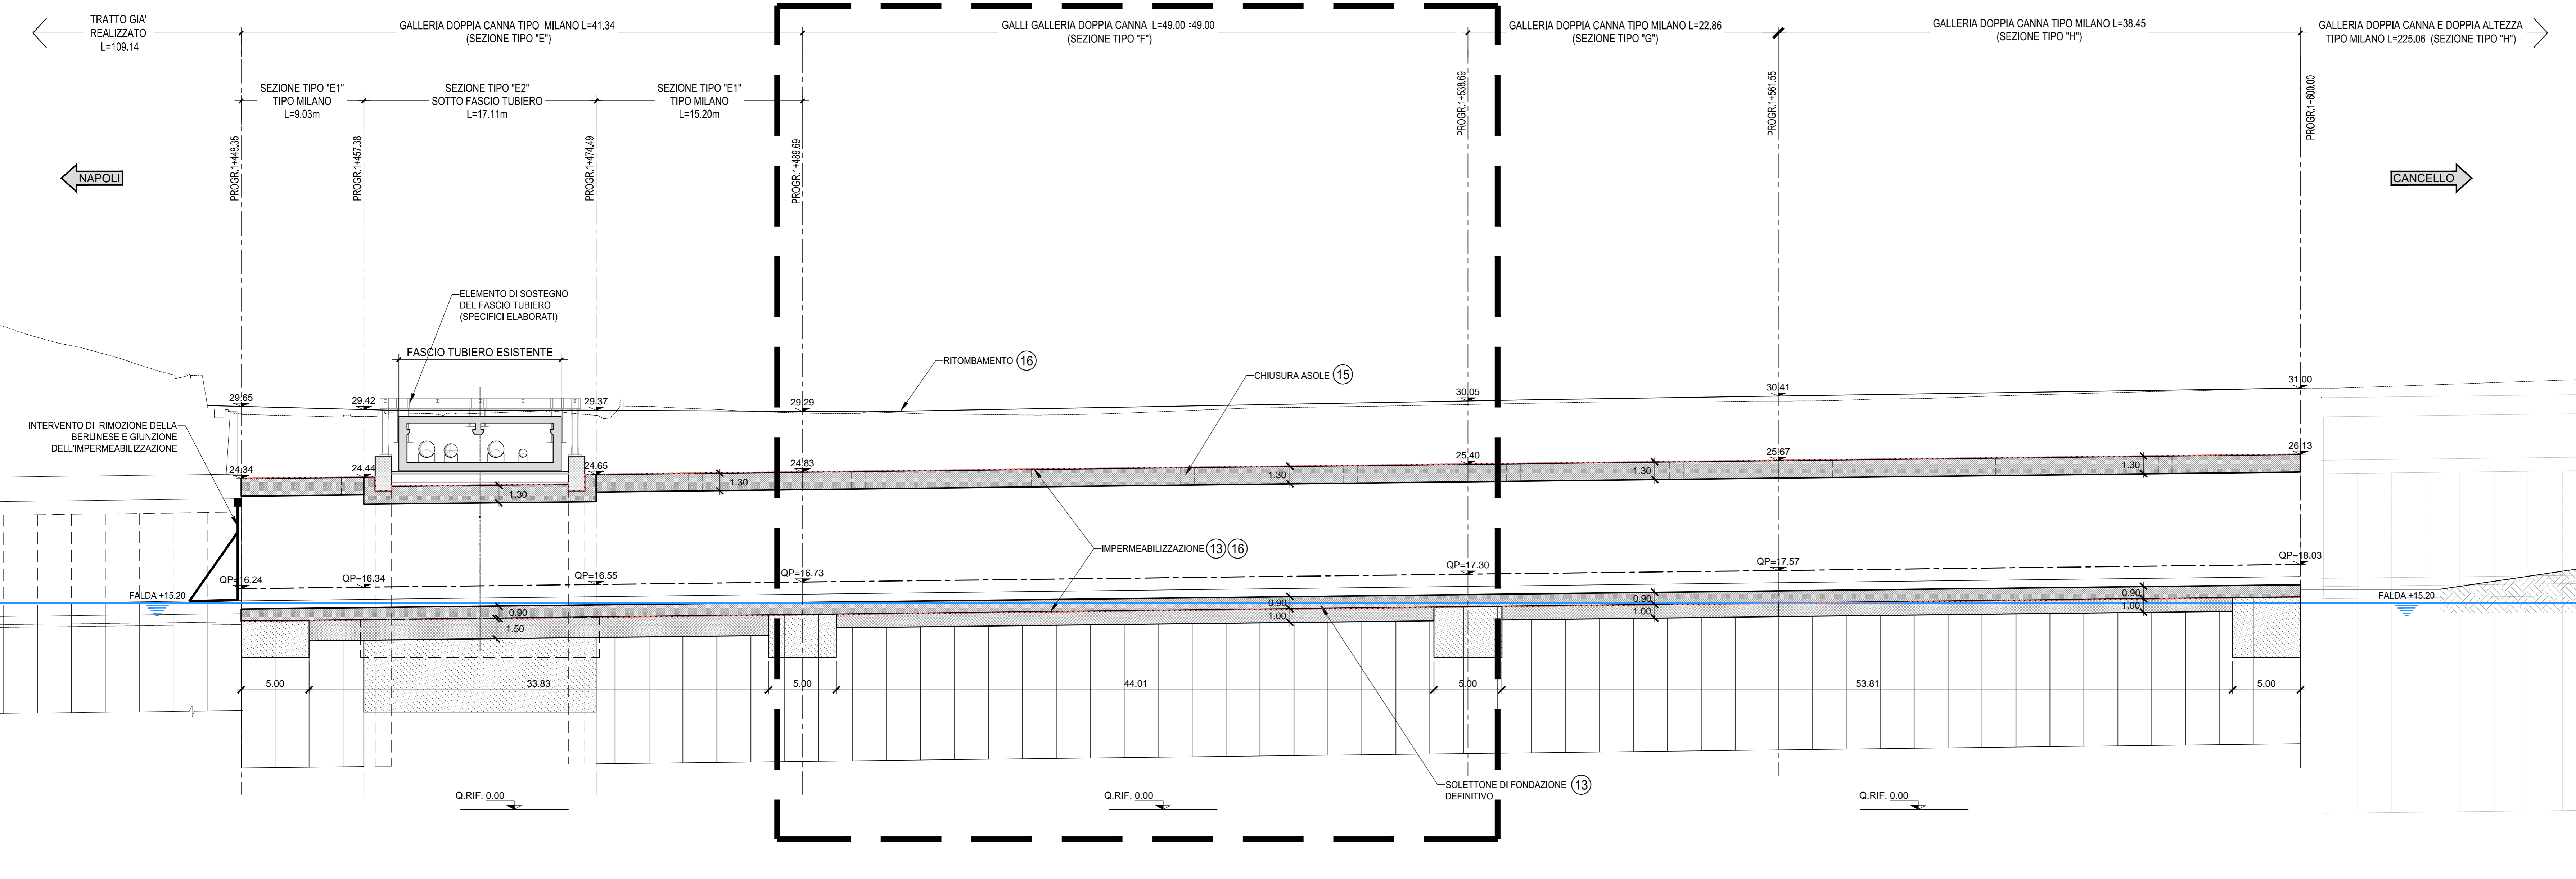 TRATTO GIA'
REALIZZATO
L=109.14
GALLERIA DOPPIA CANNA TIPO MILANO L=41.34
(SEZIONE TIPO "E")
GALLI GALLERIA DOPPIA CANNA L=49.00 =49.00
(SEZIONE TIPO "F")
GALLERIA DOPPIA CANNA TIPO MILANO L=22.86
(SEZIONE TIPO "G")
GALLERIA DOPPIA CANNA TIPO MILANO L=38.45
(SEZIONE TIPO "H")
GALLERIA DOPPIA CANNA E DOPPIA ALTEZZA
TIPO MILANO L=225.06 (SEZIONE TIPO "H")
SEZIONE TIPO "E1"
TIPO MILANO
L=9.03m
SEZIONE TIPO "E2"
SOTTO FASCIO TUBIERO
L=17.11m
SEZIONE TIPO "E1"
TIPO MILANO
L=15.20m
PROGR.1+448.35
PROGR.1+457.38
PROGR.1+474.49
PROGR.1+489.69
PROGR.1+538.69
PROGR.1+561.55
PROGR.1+600.00
NAPOLI
CANCELLO
ELEMENTO DI SOSTEGNO
DEL FASCIO TUBIERO
(SPECIFICI ELABORATI)
FASCIO TUBIERO ESISTENTE
RITOMBAMENTO 16
CHIUSURA ASOLE 15
29.65
29.42
29.37
29.29
30.05
30.41
31.00
INTERVENTO DI RIMOZIONE DELLA
BERLINESE E GIUNZIONE
DELL'IMPERMEABILIZZAZIONE
24.34
24.44
24.65
24.83
25.40
25.67
26.13
1.30
1.30
1.30
1.30
1.30
IMPERMEABILIZZAZIONE 13 16
QP=16.24
QP=16.34
QP=16.55
QP=16.73
QP=17.30
QP=17.57
QP=18.03
FALDA +15.20
FALDA +15.20
0.90
1.50
0.90
1.00
0.90
1.00
0.90
1.00
5.00
33.83
5.00
44.01
5.00
53.81
5.00
SOLETTONE DI FONDAZIONE 13
DEFINITIVO
Q.RIF. 0.00
Q.RIF. 0.00
Q.RIF. 0.00